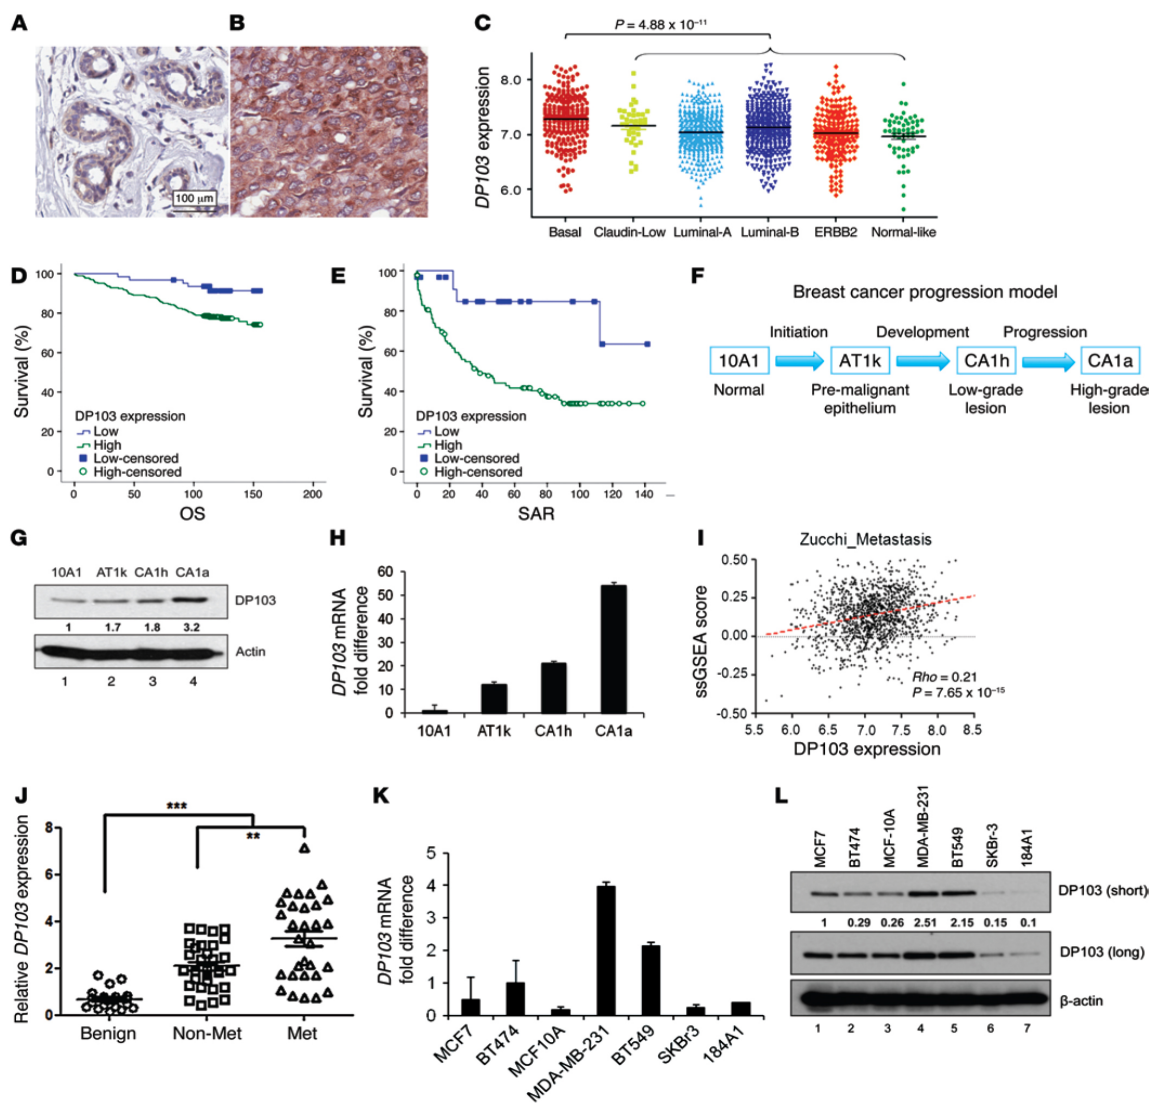 A
B
100 μm
C
P = 4.88 x 10⁻¹¹
DP103 expression
8.0
7.0
6.0
Basal Claudin-Low Luminal-A Luminal-B ERBB2 Normal-like
D
Survival (%)
100
80
60
40
20
0
DP103 expression
Low
High
Low-censored
High-censored
0 50 100 150 200
OS
E
Survival (%)
100
80
60
40
20
0
DP103 expression
Low
High
Low-censored
High-censored
0 20 40 60 80 100 120 140
SAR
F
Breast cancer progression model
Initiation Development Progression
10A1 AT1k CA1h CA1a
Normal Pre-malignant epithelium Low-grade lesion High-grade lesion
G
10A1 AT1k CA1h CA1a
DP103
1 1.7 1.8 3.2
Actin
1 2 3 4
H
DP103 mRNA
fold difference
60
50
40
30
20
10
0
10A1 AT1k CA1h CA1a
I
Zucchi_Metastasis
ssGSEA score
0.50
0.25
0.00
-0.25
-0.50
Rho = 0.21
P = 7.65 x 10⁻¹⁵
5.5 6.0 6.5 7.0 7.5 8.0 8.5
DP103 expression
J
Relative DP103 expression
***
**
8
6
4
2
0
Benign Non-Met Met
K
DP103 mRNA
fold difference
5
4
3
2
1
0
MCF7 BT474 MCF10A MDA-MB-231 BT549 SKBr3 184A1
L
MCF7 BT474 MCF-10A MDA-MB-231 BT549 SKBr-3 184A1
DP103 (short)
1 0.29 0.26 2.51 2.15 0.15 0.1
DP103 (long)
β-actin
1 2 3 4 5 6 7